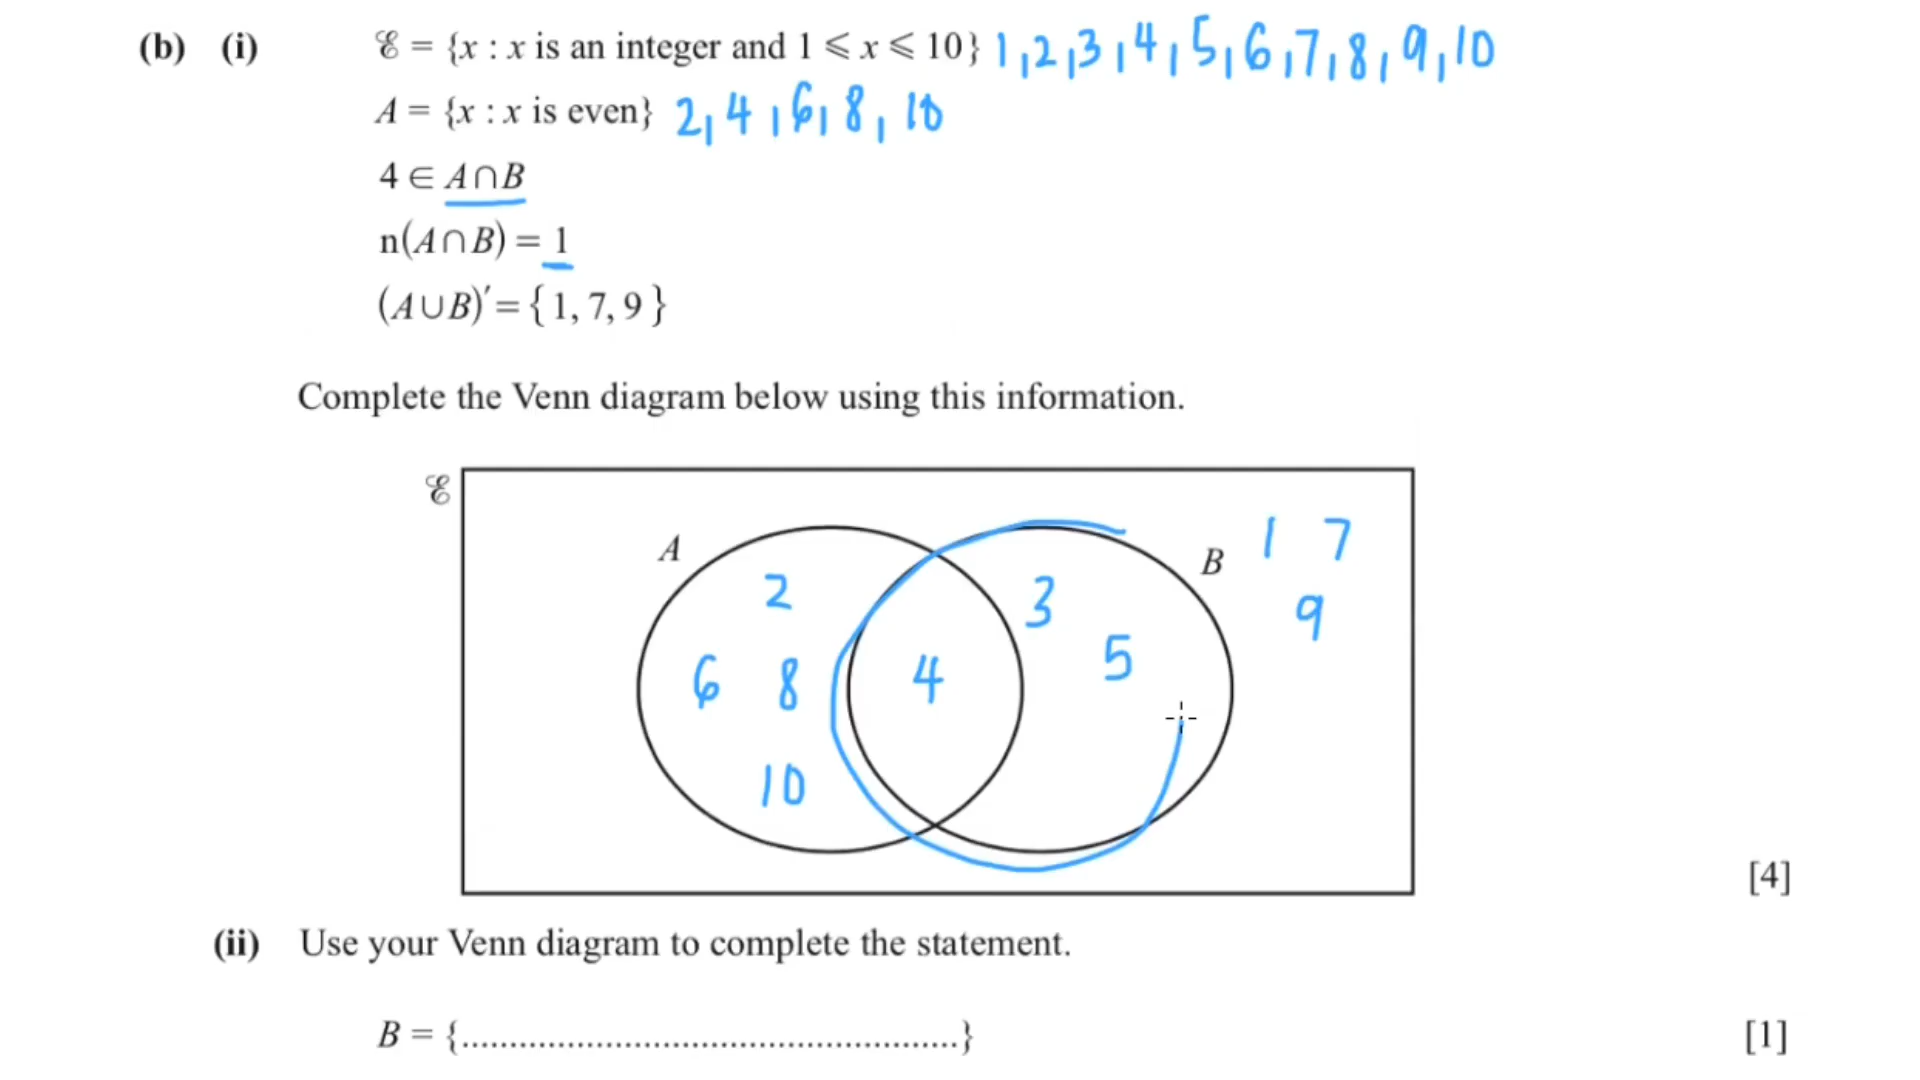 (b) (i) ℰ = {x : x is an integer and 1 ⩽ x ⩽ 10} 1,2,3,4,5,6,7,8,9,10
A = {x : x is even} 2,4,6,8,10
4 ∈ A∩B
n(A∩B) = 1
(A∪B)′ = {1, 7, 9}
Complete the Venn diagram below using this information.
ℰ
A B 1 7
2 3 9
6 8 4 5
10
[4]
(ii) Use your Venn diagram to complete the statement.
B = {....................................................} [1]